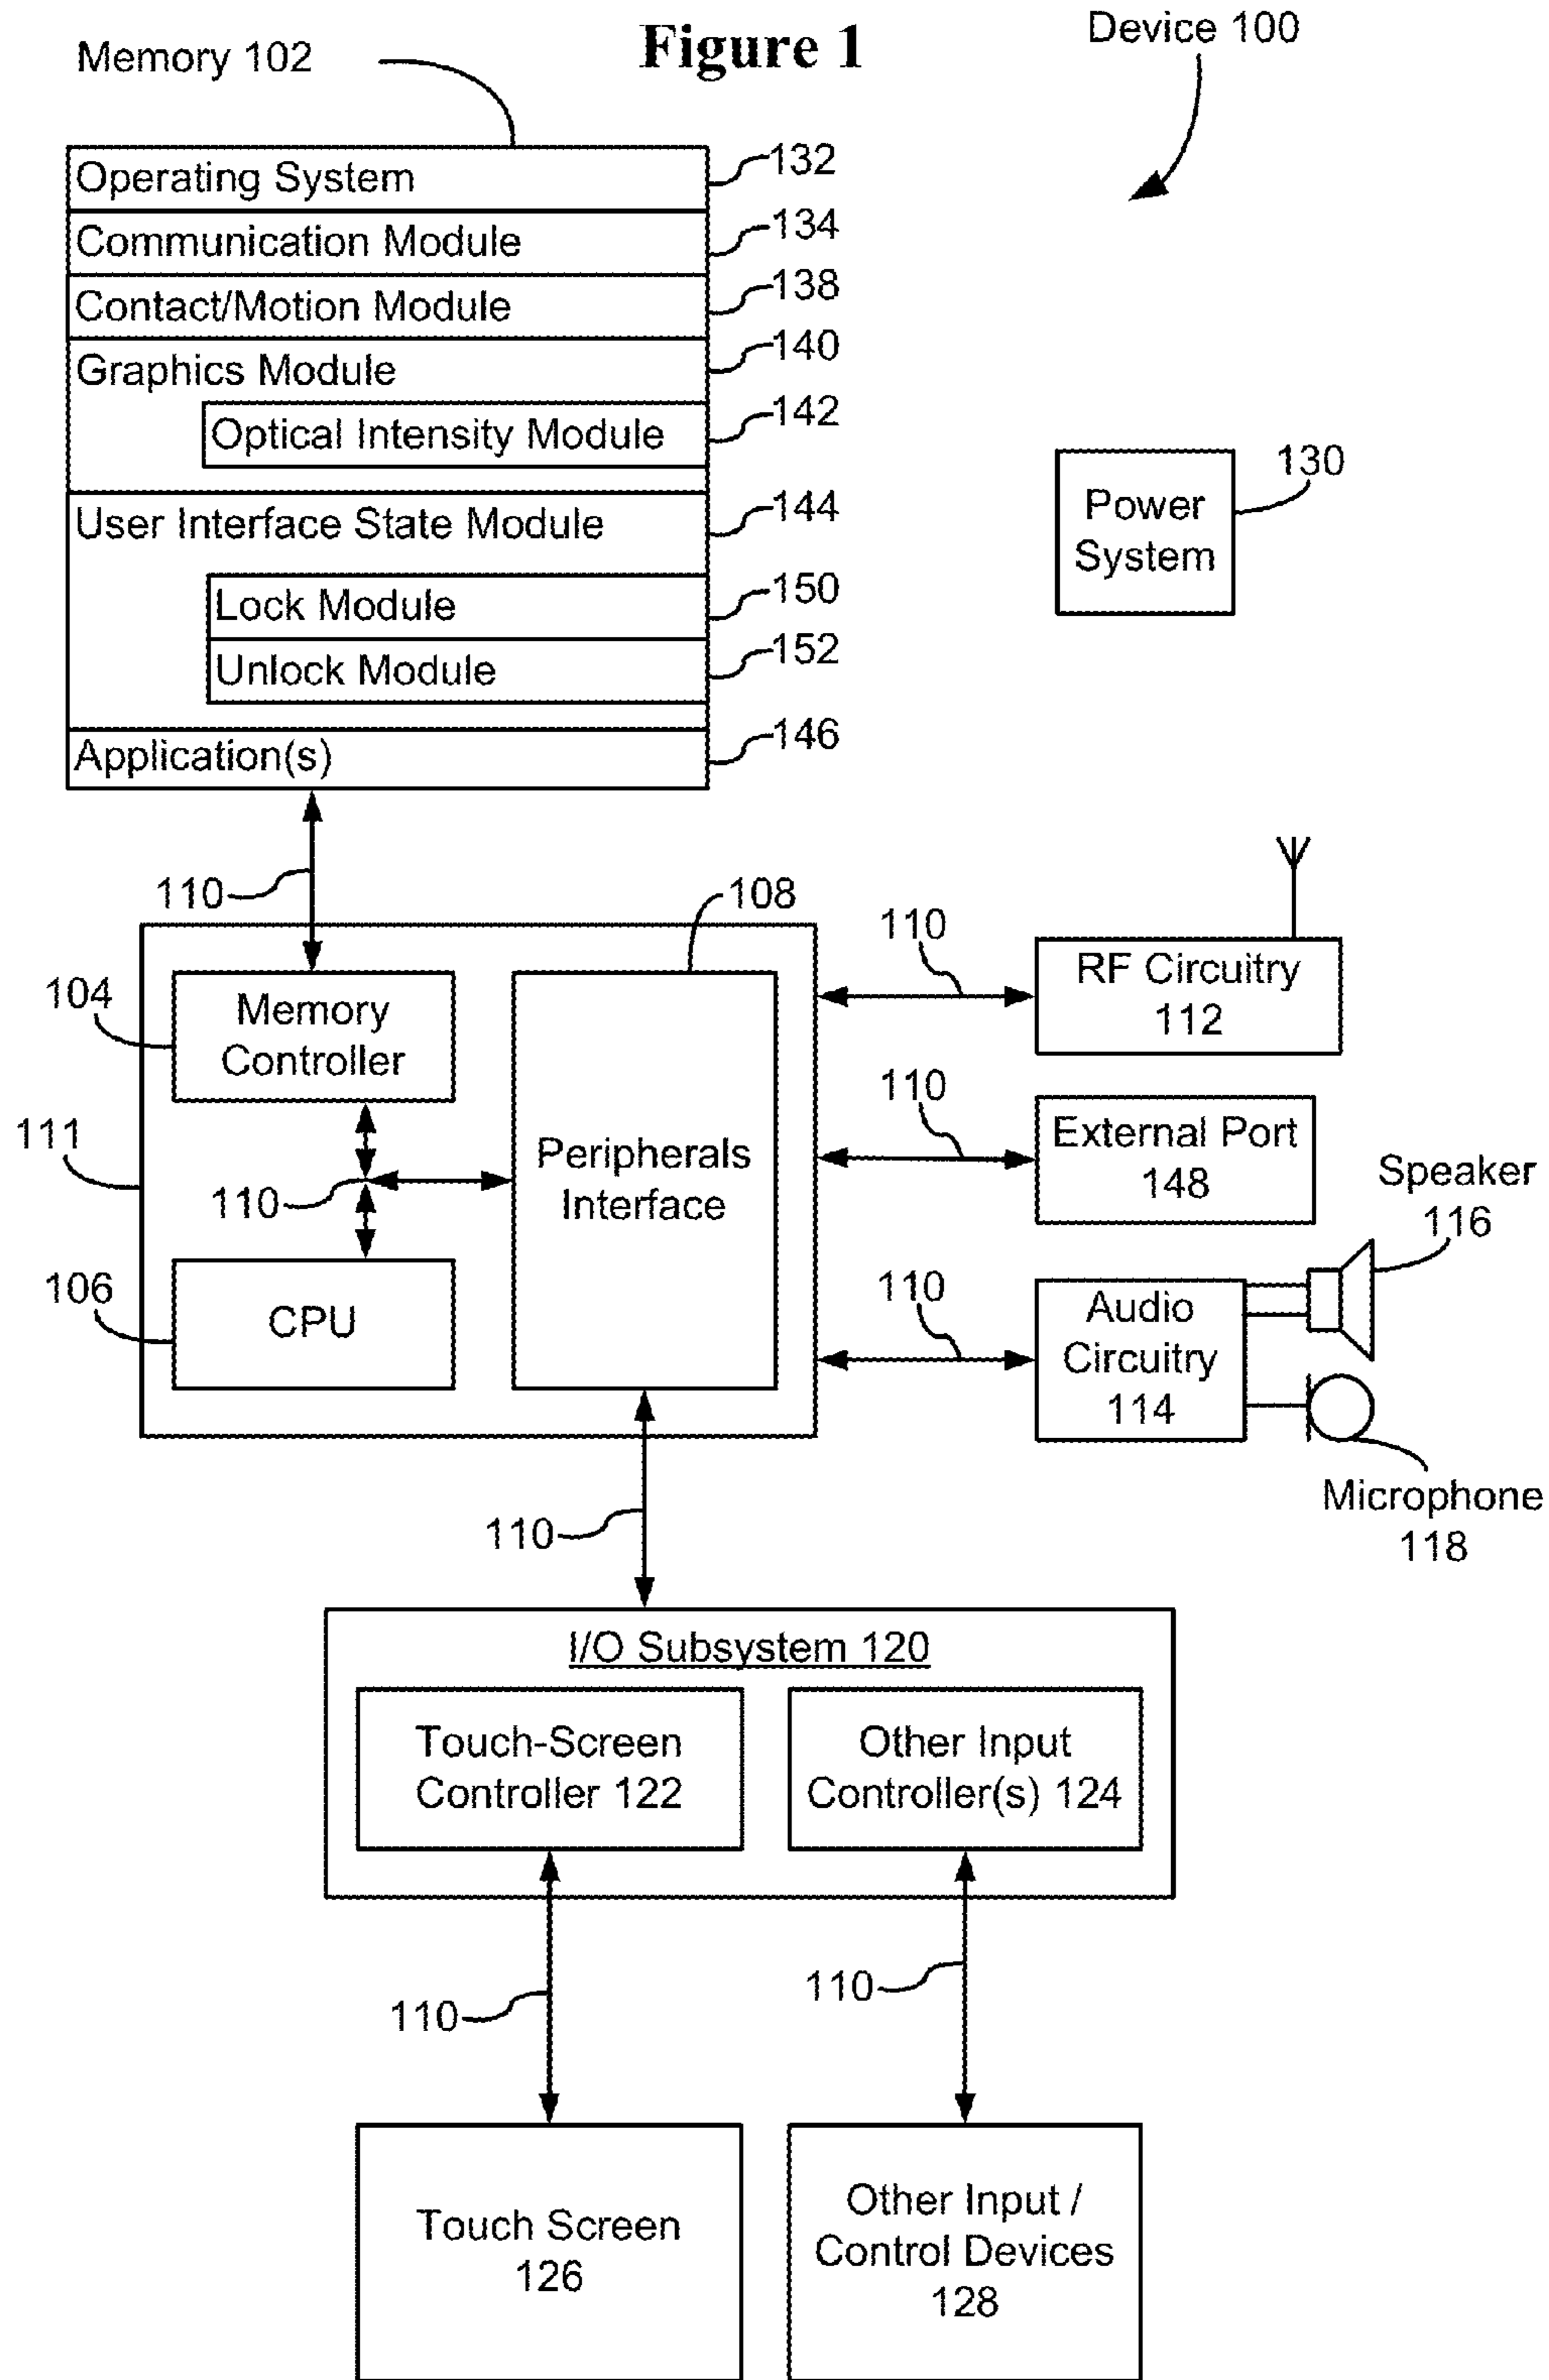 Figure 1
Memory 102
Device 100
Operating System
132
Communication Module
134
Contact/Motion Module
138
Graphics Module
140
Optical Intensity Module
142
User Interface State Module
144
Lock Module
150
Unlock Module
152
Application(s)
146
Power
System
130
110
108
104
Memory
Controller
111
110
Peripherals
Interface
106
CPU
110
RF Circuitry
112
110
External Port
148
Speaker
116
110
Audio
Circuitry
114
Microphone
118
110
I/O Subsystem 120
Touch-Screen
Controller 122
Other Input
Controller(s) 124
110
110
Touch Screen
126
Other Input /
Control Devices
128